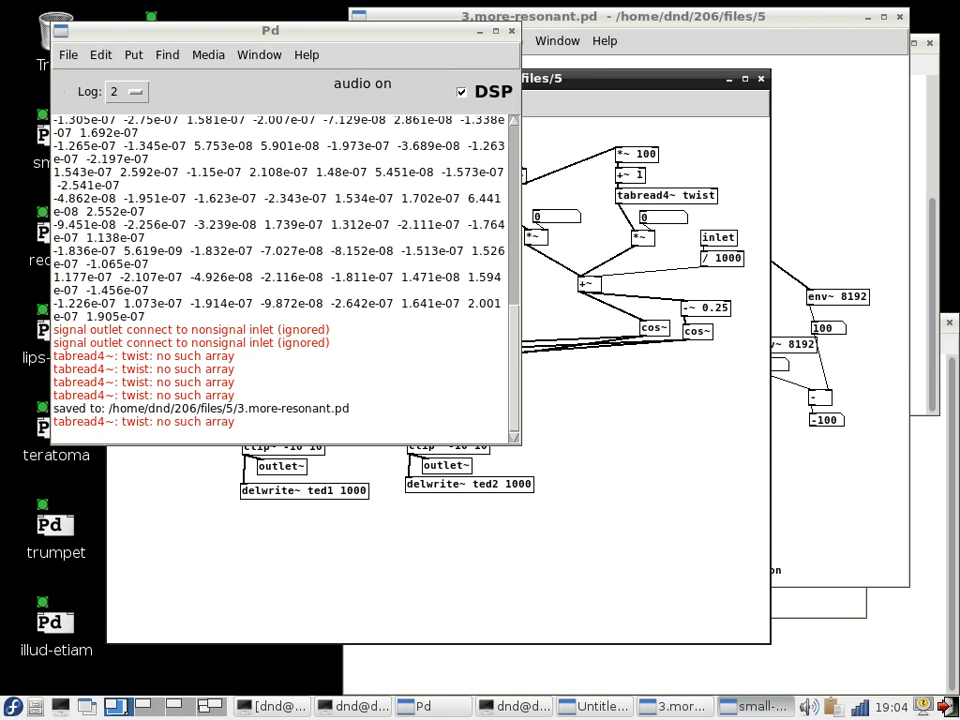 3.more-resonant.pd - /home/dnd/206/files/5
Window Help
Pd
File Edit Put Find Media Window Help
Log: 2
audio on
DSP
files/5
-1.305e-07 -2.75e-07 1.581e-07 -2.007e-07 -7.129e-08 2.861e-08 -1.338e
-07 1.692e-07
-1.265e-07 -1.345e-07 5.753e-08 5.901e-08 -1.973e-07 -3.689e-08 -1.263
e-07 -2.197e-07
1.543e-07 2.592e-07 -1.15e-07 2.108e-07 1.48e-07 5.451e-08 -1.573e-07
-2.541e-07
-4.862e-08 -1.951e-07 -1.623e-07 -2.343e-07 1.534e-07 1.702e-07 6.441
e-08 2.552e-07
-9.451e-08 -2.256e-07 -3.239e-08 1.739e-07 1.312e-07 -2.111e-07 -1.764
e-07 1.138e-07
-1.836e-07 5.619e-09 -1.832e-07 -7.027e-08 -8.152e-08 -1.513e-07 1.526
e-07 -1.065e-07
1.177e-07 -2.107e-07 -4.926e-08 -2.116e-08 -1.811e-07 1.471e-08 1.594
e-07 -1.456e-07
-1.226e-07 1.073e-07 -1.914e-07 -9.872e-08 -2.642e-07 1.641e-07 2.001
e-07 1.905e-07
signal outlet connect to nonsignal inlet (ignored)
signal outlet connect to nonsignal inlet (ignored)
tabread4~: twist: no such array
tabread4~: twist: no such array
tabread4~: twist: no such array
tabread4~: twist: no such array
saved to: /home/dnd/206/files/5/3.more-resonant.pd
tabread4~: twist: no such array
*~ 100
+~ 1
tabread4~ twist
0
0
*~
*~
inlet
/ 1000
+~
-~ 0.25
cos~
cos~
env~ 8192
100
8192
-
-100
outlet~
outlet~
delwrite~ ted1 1000
delwrite~ ted2 1000
on
Tr
sm
rec
lips-
teratoma
Pd
trumpet
Pd
illud-etiam
[dnd@...
dnd@d...
Pd
dnd@d...
Untitle...
3.mor...
small-...
19:04